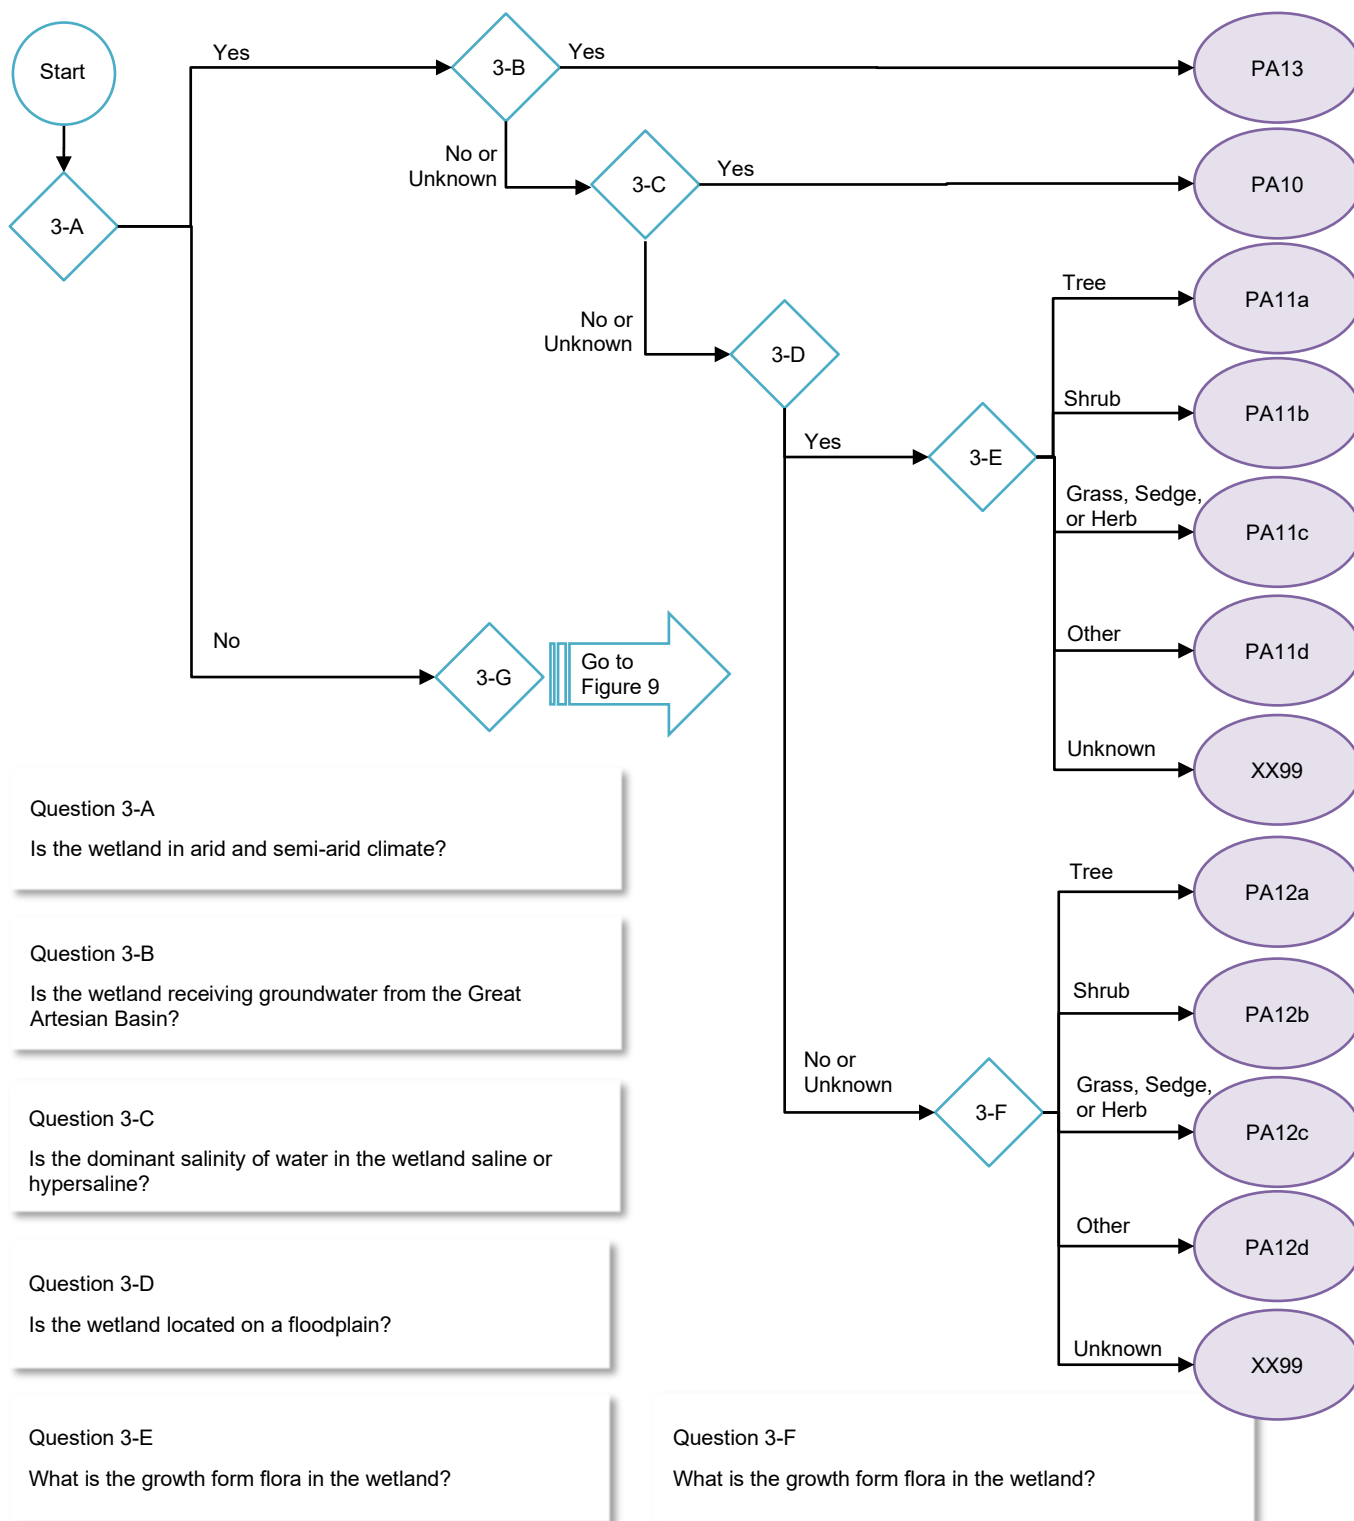 Start
Yes
3-B
Yes
PA13
No or
Unknown
3-C
Yes
PA10
3-A
No or
Unknown
3-D
Tree
PA11a
Shrub
PA11b
Yes
3-E
Grass, Sedge,
or Herb
PA11c
Other
PA11d
Unknown
XX99
No
3-G
Go to
Figure 9
Tree
PA12a
Shrub
PA12b
No or
Unknown
3-F
Grass, Sedge,
or Herb
PA12c
Other
PA12d
Unknown
XX99
Question 3-A
Is the wetland in arid and semi-arid climate?
Question 3-B
Is the wetland receiving groundwater from the Great
Artesian Basin?
Question 3-C
Is the dominant salinity of water in the wetland saline or
hypersaline?
Question 3-D
Is the wetland located on a floodplain?
Question 3-E
What is the growth form flora in the wetland?
Question 3-F
What is the growth form flora in the wetland?